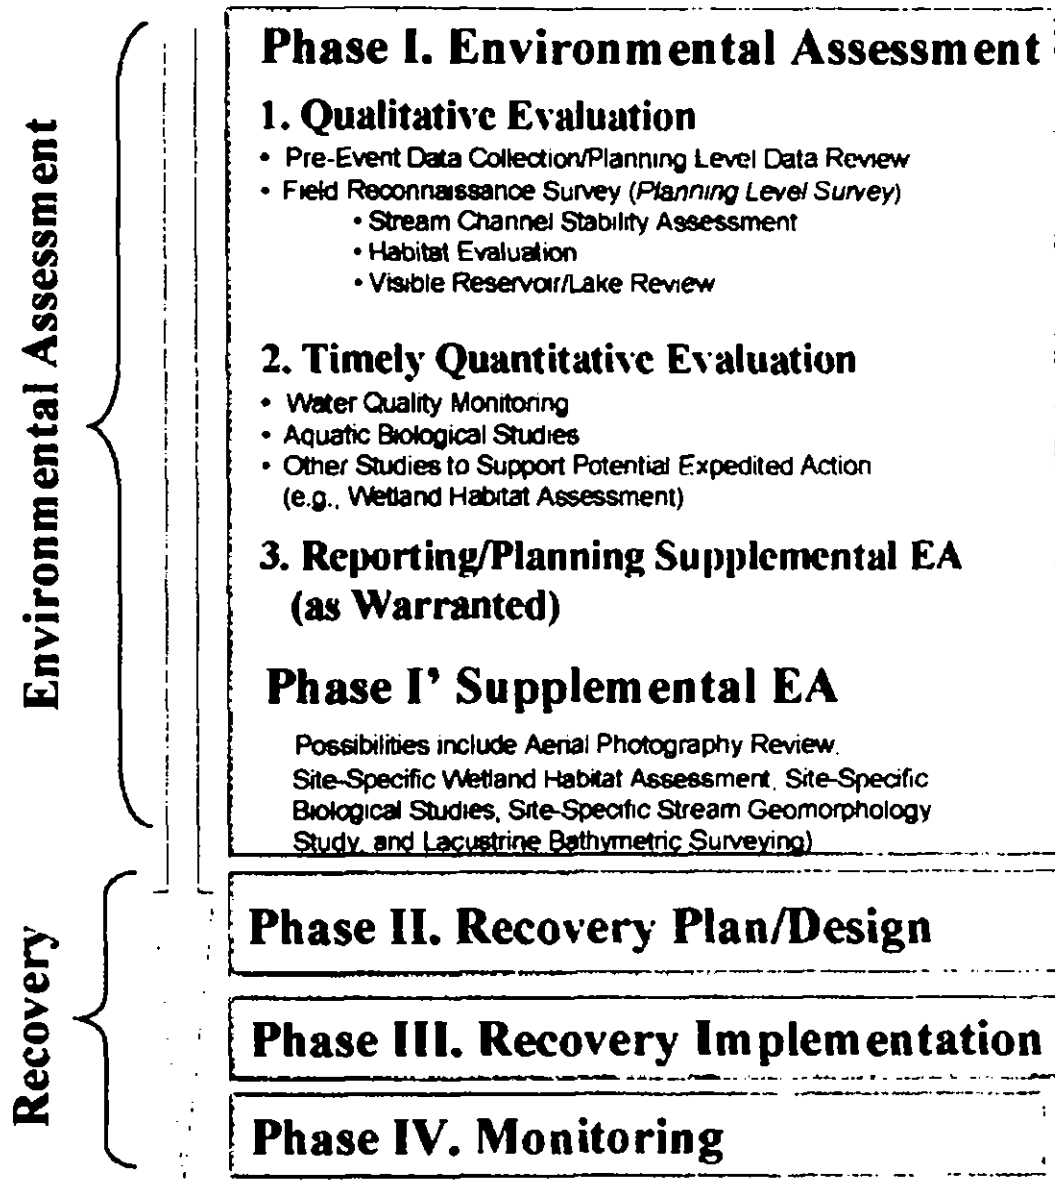 Environmental Assessment
Phase I. Environmental Assessment
1. Qualitative Evaluation
• Pre-Event Data Collection/Planning Level Data Review
• Field Reconnaissance Survey (Planning Level Survey)
• Stream Channel Stability Assessment
• Habitat Evaluation
• Visible Reservoir/Lake Review
2. Timely Quantitative Evaluation
• Water Quality Monitoring
• Aquatic Biological Studies
• Other Studies to Support Potential Expedited Action
(e.g., Wetland Habitat Assessment)
3. Reporting/Planning Supplemental EA
(as Warranted)
Phase I' Supplemental EA
Possibilities include Aerial Photography Review,
Site-Specific Wetland Habitat Assessment, Site-Specific
Biological Studies, Site-Specific Stream Geomorphology
Study, and Lacustrine Bathymetric Surveying)
Recovery
Phase II. Recovery Plan/Design
Phase III. Recovery Implementation
Phase IV. Monitoring